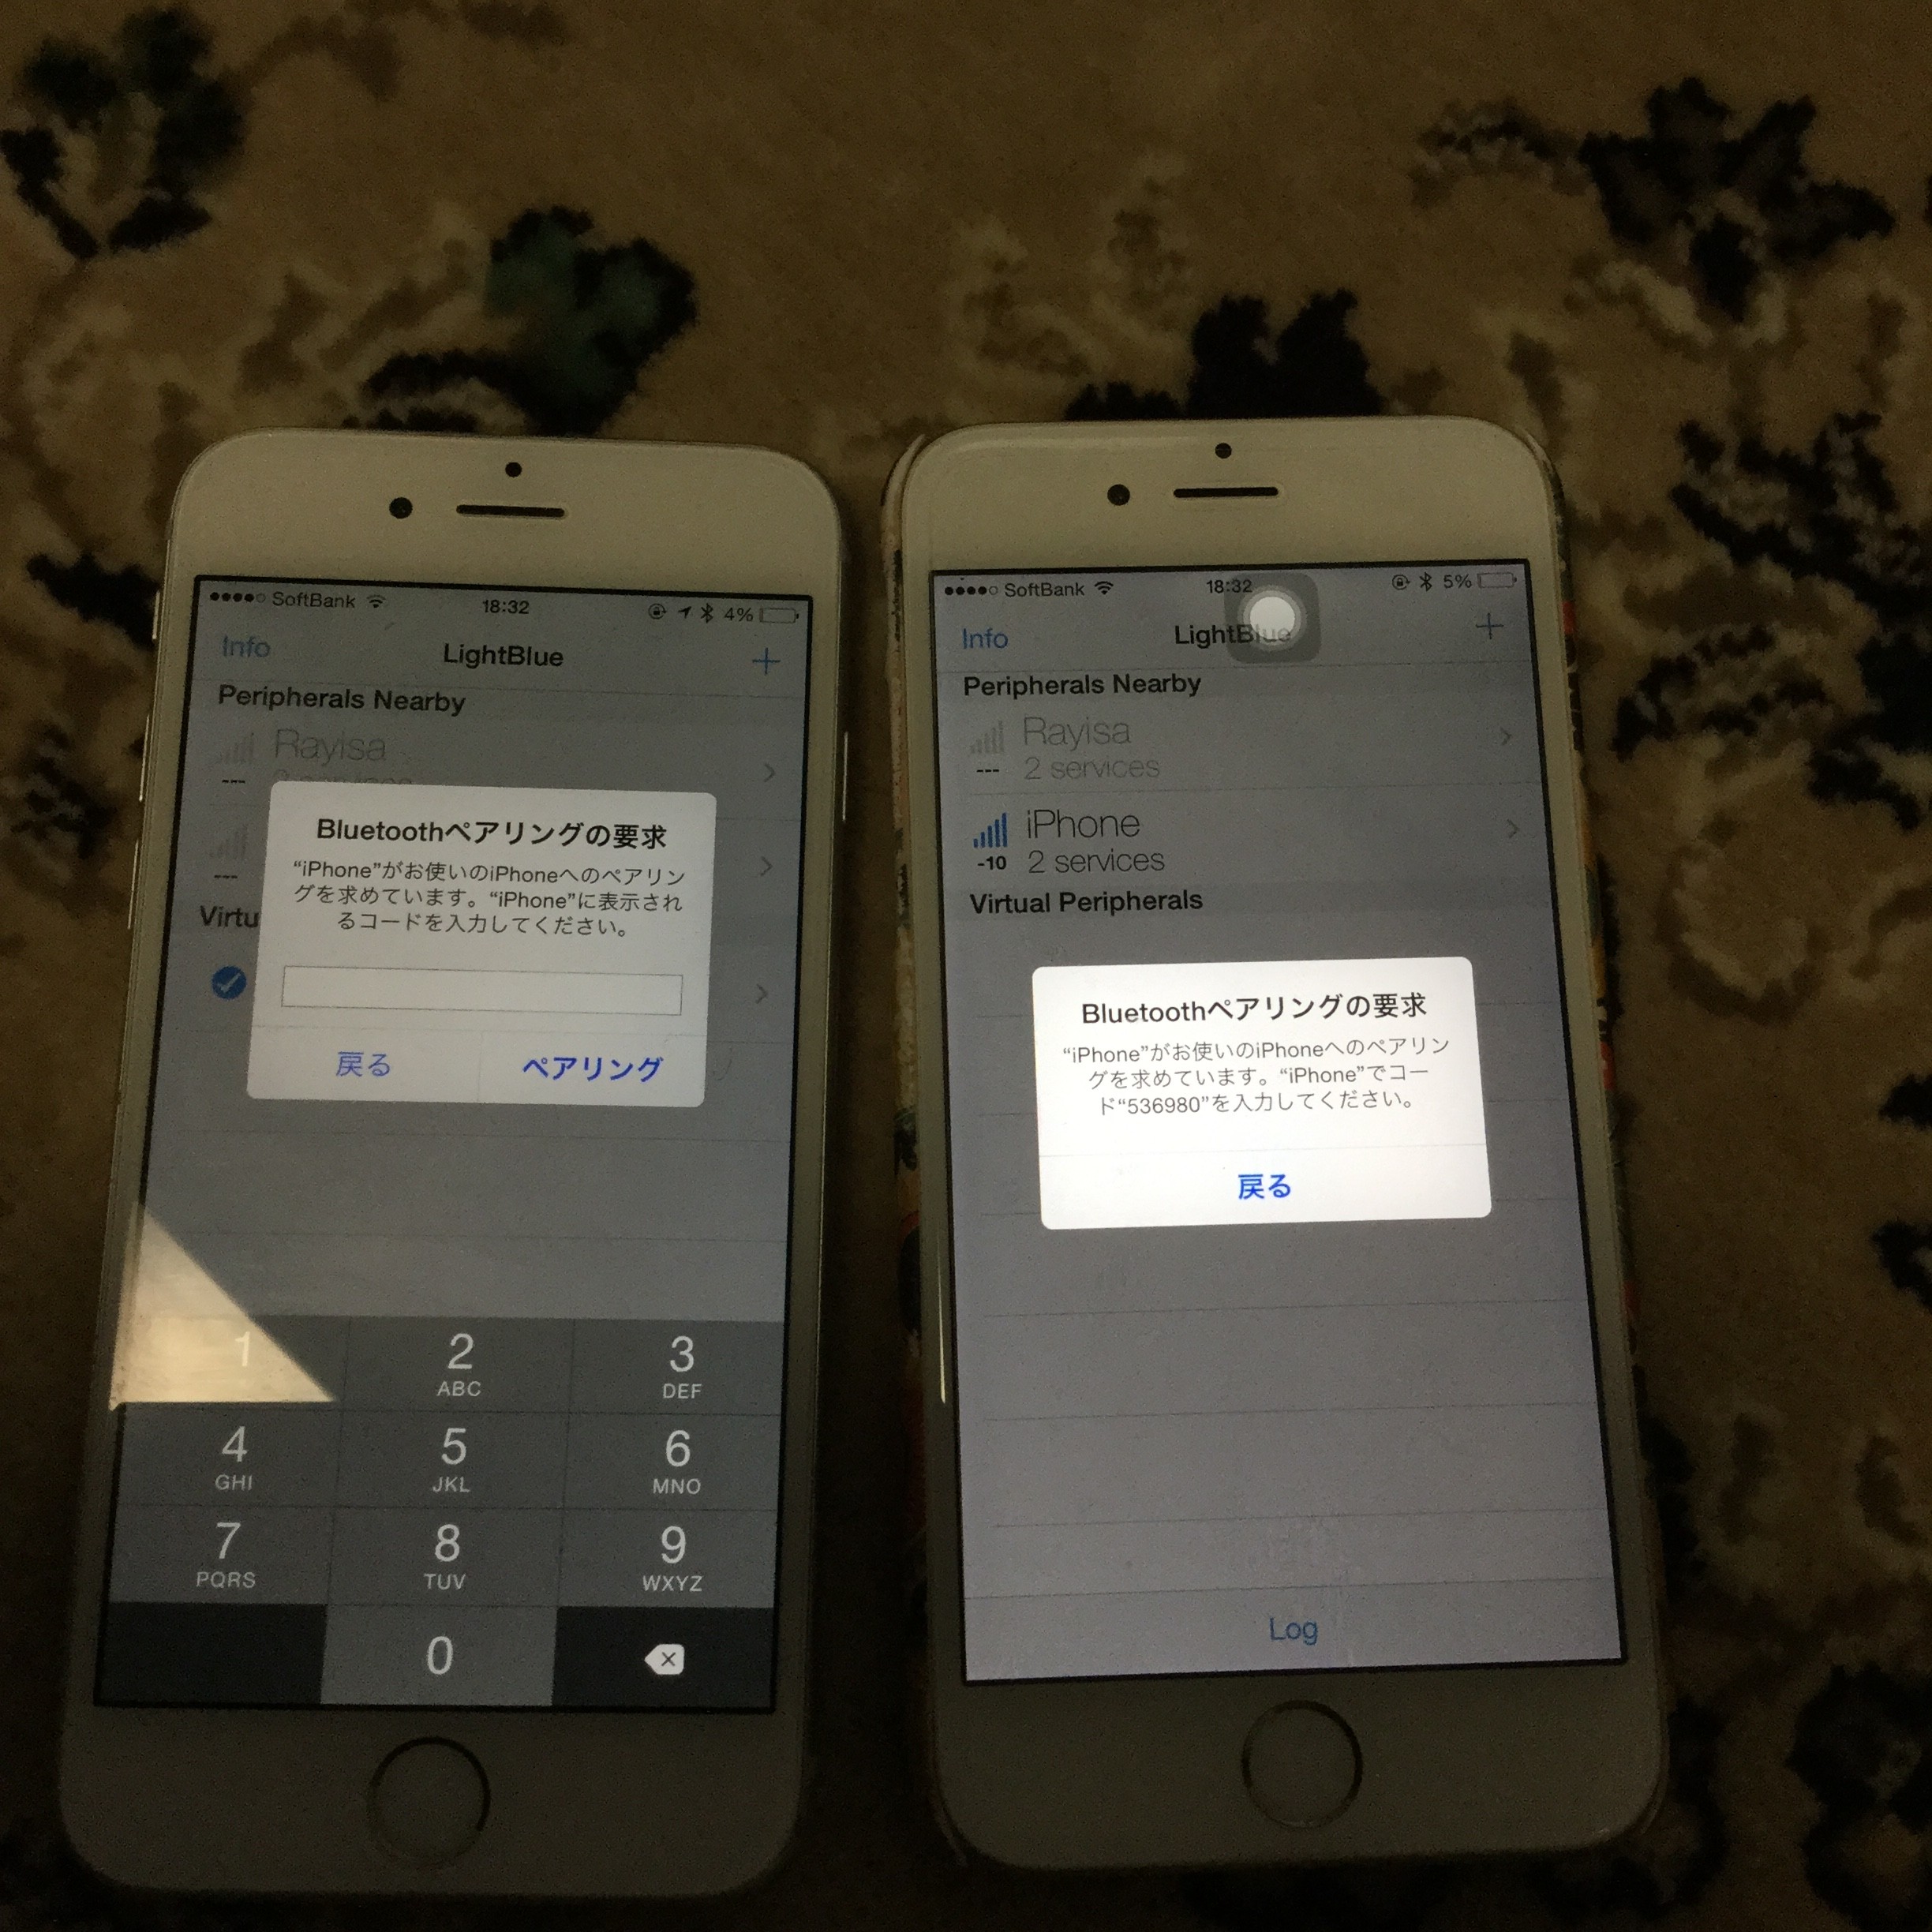 ●●●●○ SoftBank 18:32 4%
Info LightBlue +
Peripherals Nearby
Rayisa
---
---
Virtu
Bluetoothペアリングの要求
“iPhone”がお使いのiPhoneへのペアリン
グを求めています。“iPhone”に表示され
るコードを入力してください。
戻る ペアリング
1 2 3
ABC DEF
4 5 6
GHI JKL MNO
7 8 9
PQRS TUV WXYZ
0
●●●●○ SoftBank 18:32 5%
Info LightBlue +
Peripherals Nearby
Rayisa
--- 2 services
iPhone
-10 2 services
Virtual Peripherals
Bluetoothペアリングの要求
“iPhone”がお使いのiPhoneへのペアリン
グを求めています。“iPhone”でコー
ド“536980”を入力してください。
戻る
Log